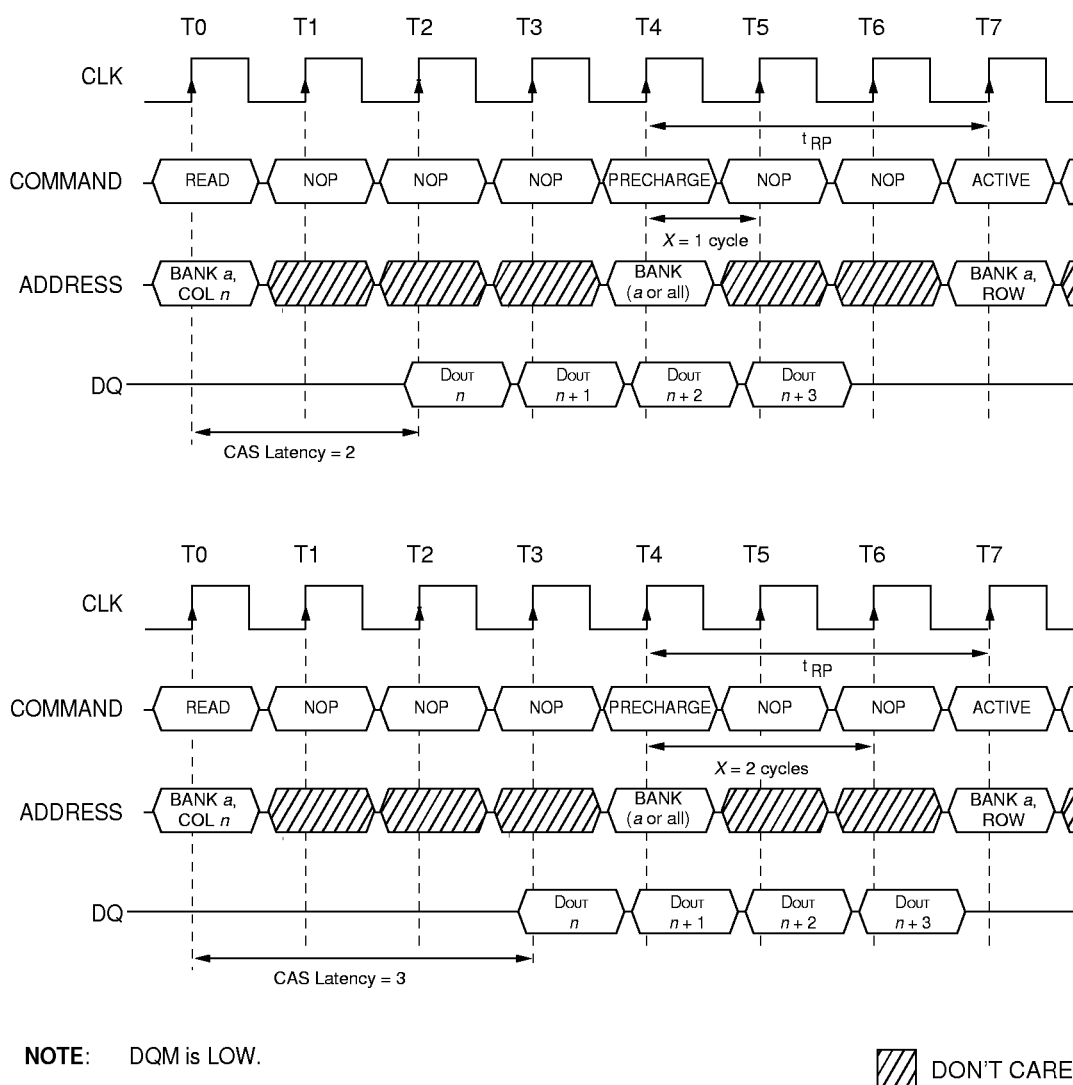 T0 T1 T2 T3 T4 T5 T6 T7
CLK
t RP
COMMAND READ NOP NOP NOP PRECHARGE NOP NOP ACTIVE
X = 1 cycle
ADDRESS BANK a, COL n BANK (a or all) BANK a, ROW
DQ DOUT n DOUT n + 1 DOUT n + 2 DOUT n + 3
CAS Latency = 2
T0 T1 T2 T3 T4 T5 T6 T7
CLK
t RP
COMMAND READ NOP NOP NOP PRECHARGE NOP NOP ACTIVE
X = 2 cycles
ADDRESS BANK a, COL n BANK (a or all) BANK a, ROW
DQ DOUT n DOUT n + 1 DOUT n + 2 DOUT n + 3
CAS Latency = 3
NOTE: DQM is LOW.
DON'T CARE